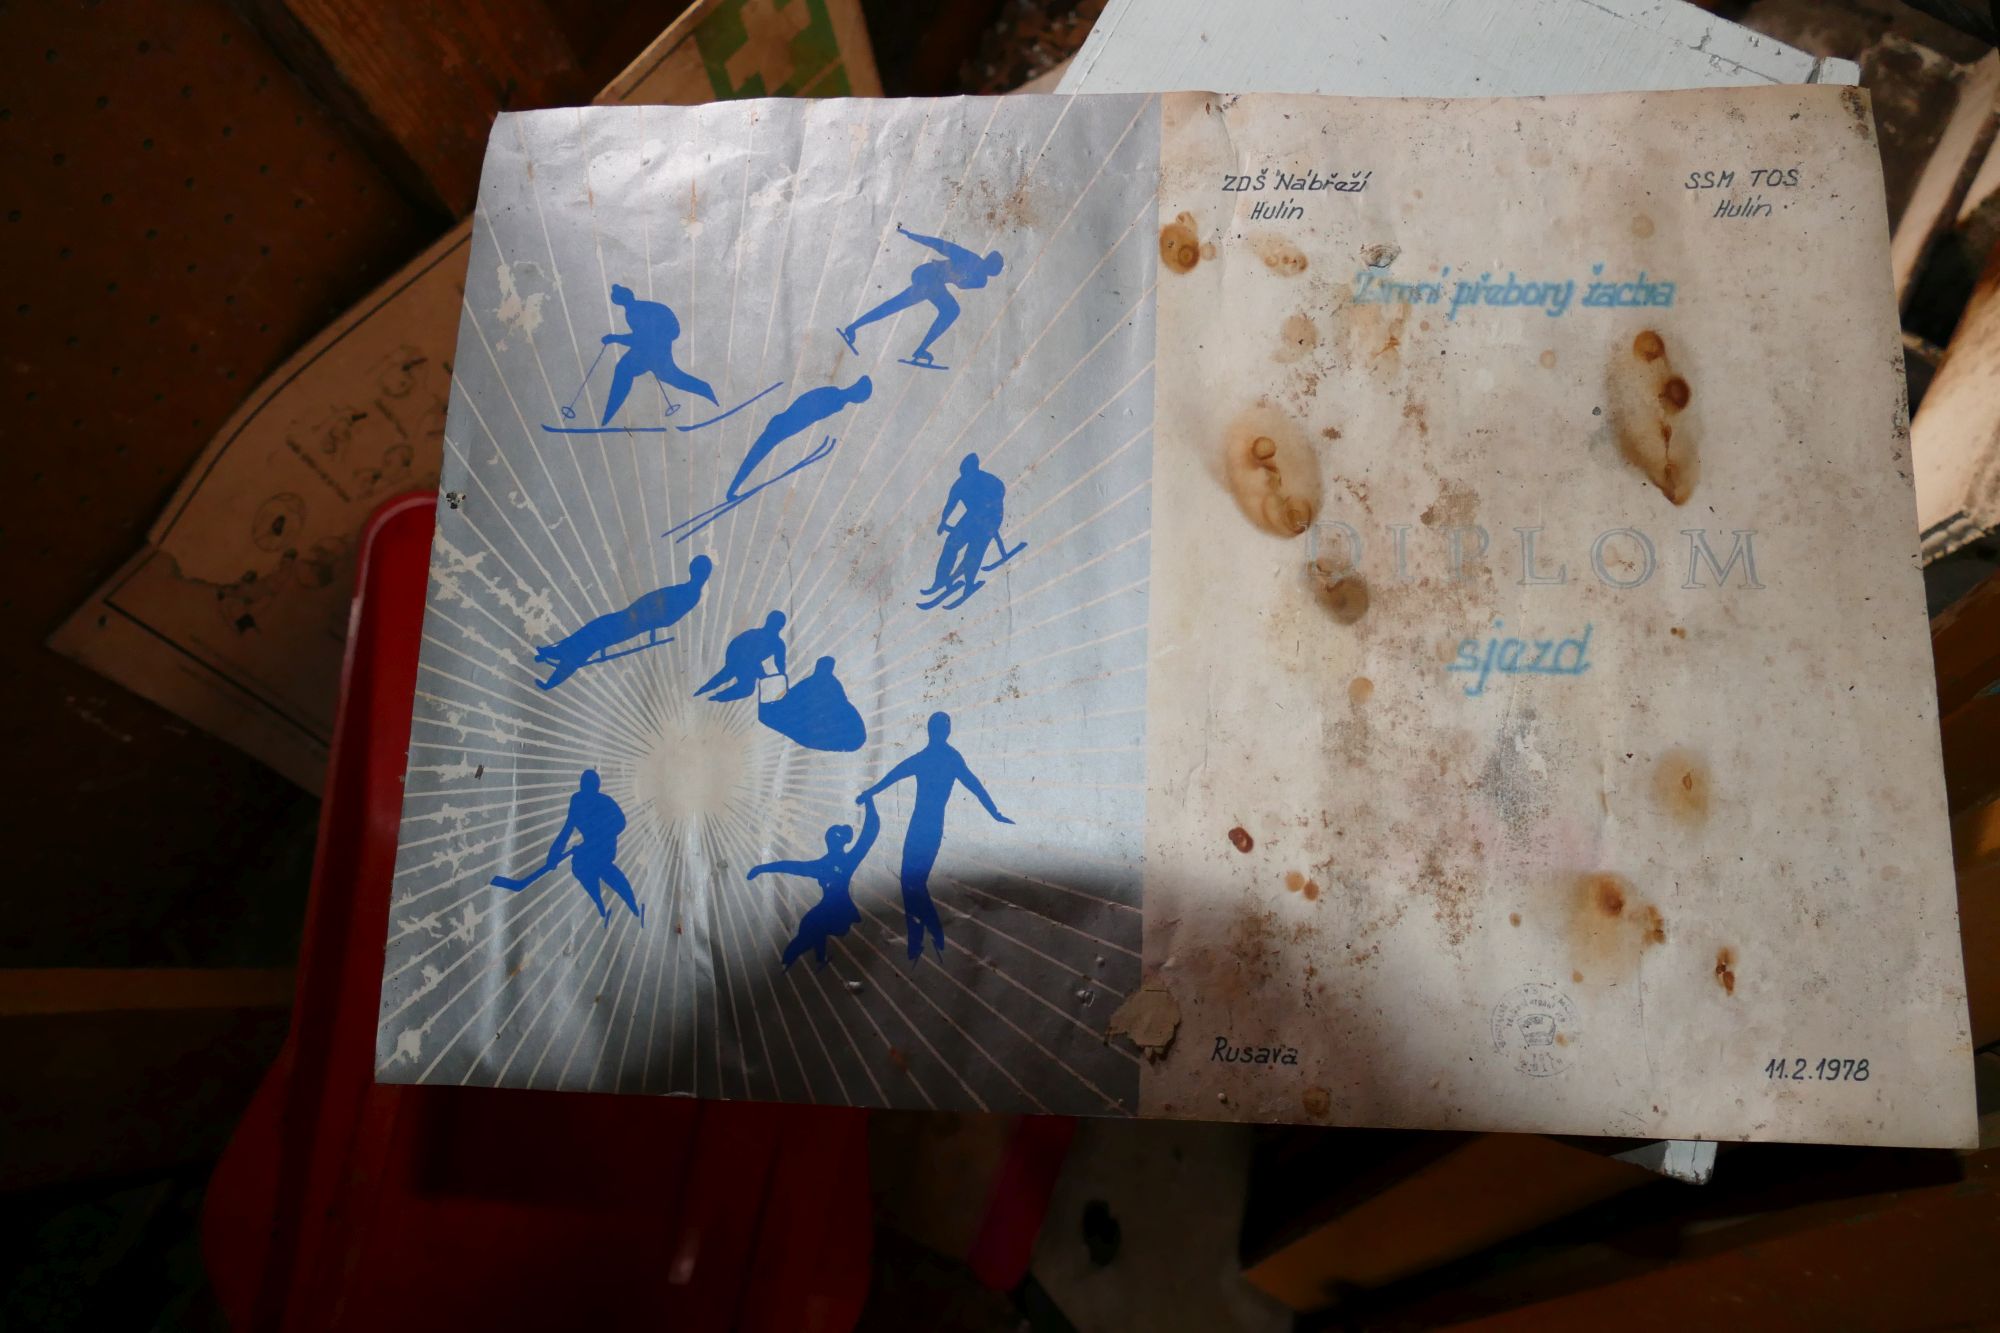 ZDŠ Nábřeží
Hulín
SSM TOS
Hulín
Zimní přebory žactva
DIPLOM
sjezd
Rusava
11.2.1978